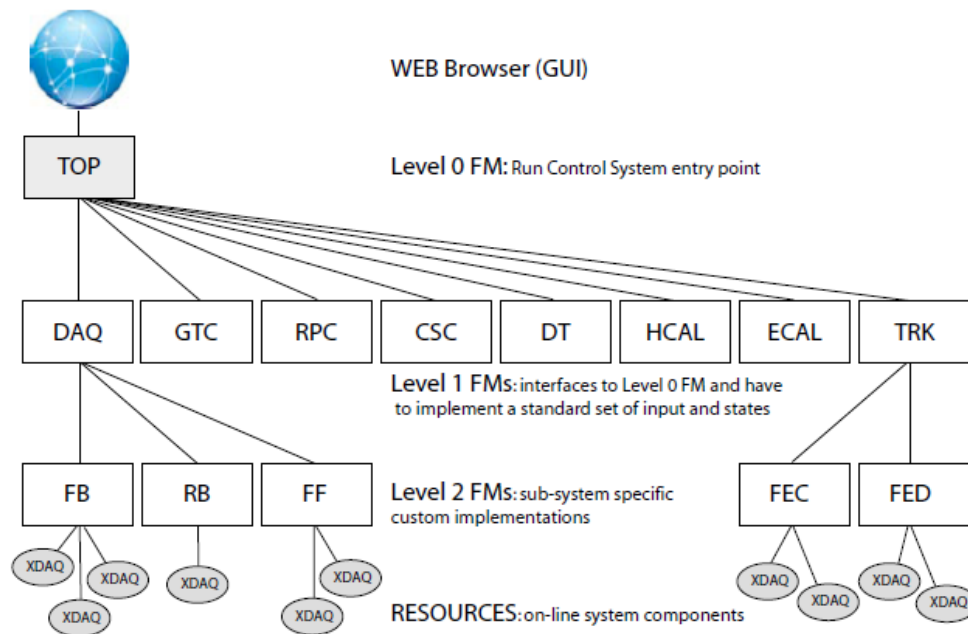 WEB Browser (GUI)
TOP
Level 0 FM: Run Control System entry point
DAQ
GTC
RPC
CSC
DT
HCAL
ECAL
TRK
Level 1 FMs: interfaces to Level 0 FM and have
to implement a standard set of input and states
FB
RB
FF
Level 2 FMs: sub-system specific
custom implementations
FEC
FED
XDAQ
XDAQ
XDAQ
XDAQ
XDAQ
XDAQ
XDAQ
XDAQ
XDAQ
XDAQ
RESOURCES: on-line system components